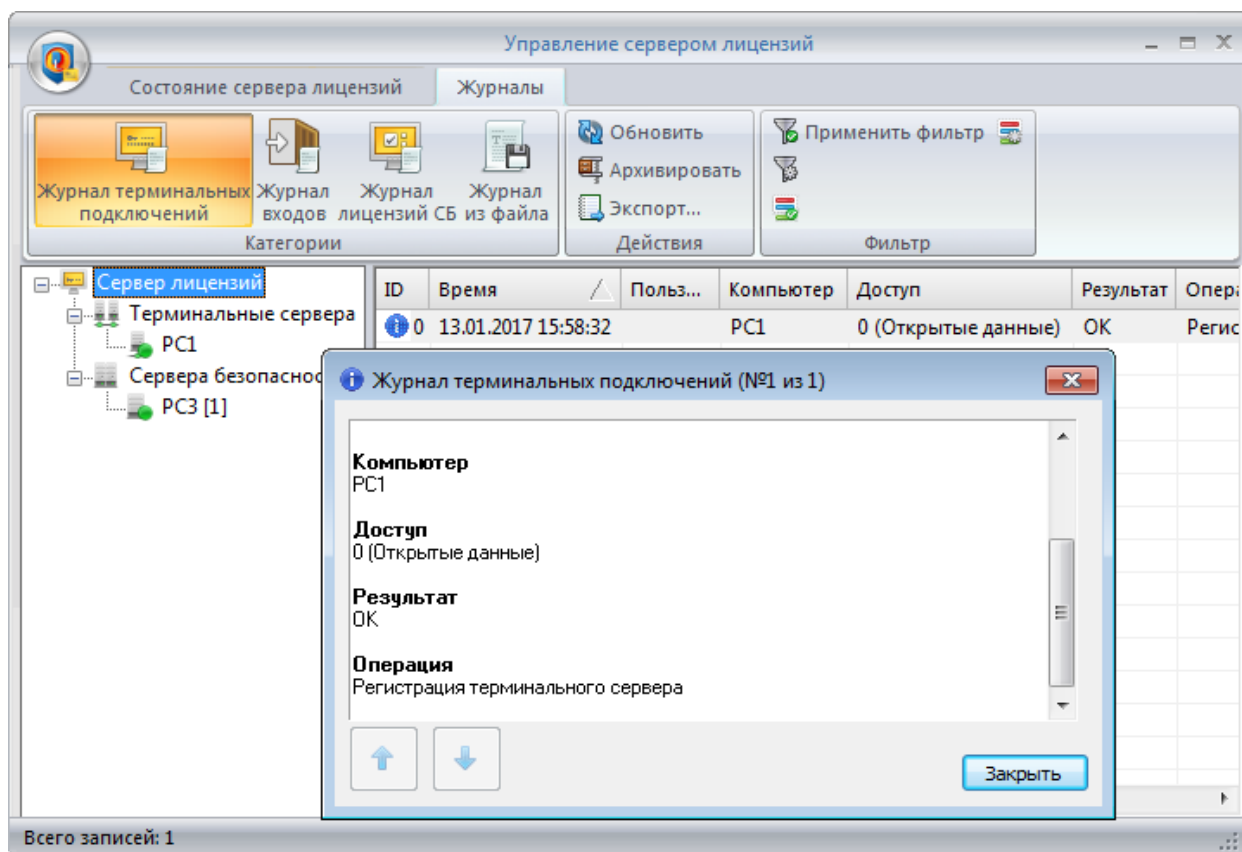 Управление сервером лицензий
Состояние сервера лицензий Журналы
Журнал терминальных подключений
Журнал входов
Журнал лицензий СБ
Журнал из файла
Категории
Обновить
Архивировать
Экспорт...
Действия
Применить фильтр
Фильтр
Сервер лицензий
Терминальные сервера
PC1
Сервера безопаснос
PC3 [1]
ID Время Польз... Компьютер Доступ Результат Опера
0 13.01.2017 15:58:32 PC1 0 (Открытые данные) OK Регис
Журнал терминальных подключений (№1 из 1)
Компьютер
PC1
Доступ
0 (Открытые данные)
Результат
OK
Операция
Регистрация терминального сервера
Закрыть
Всего записей: 1